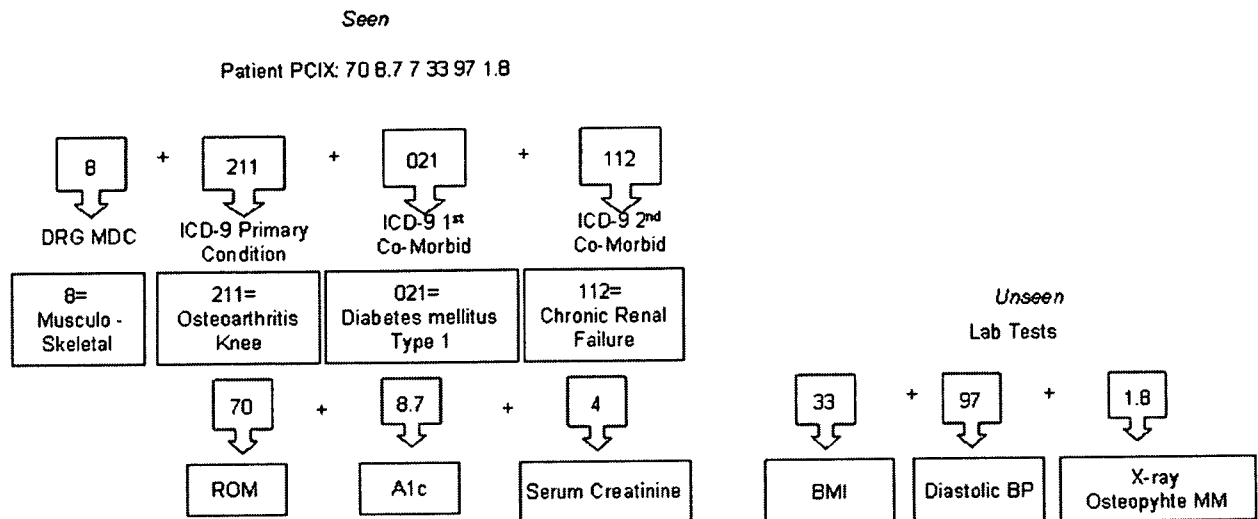 Seen
Patient PCIX: 70 8.7 7 33 97 1.8
8 + 211 + 021 + 112
DRG MDC
ICD-9 Primary
Condition
ICD-9 1st
Co-Morbid
ICD-9 2nd
Co-Morbid
8=
Musculo -
Skeletal
211=
Osteoarthritis
Knee
021=
Diabetes mellitus
Type 1
112=
Chronic Renal
Failure
70 + 8.7 + 4
ROM
A1c
Serum Creatinine
Unseen
Lab Tests
33 + 97 + 1.8
BMI
Diastolic BP
X-ray
Osteopyhte MM